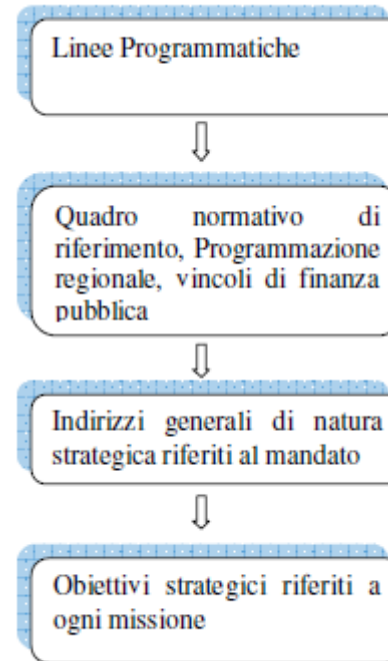 Linee Programmatiche
Quadro normativo di
riferimento, Programmazione
regionale, vincoli di finanza
pubblica
Indirizzi generali di natura
strategica riferiti al mandato
Obiettivi strategici riferiti a
ogni missione